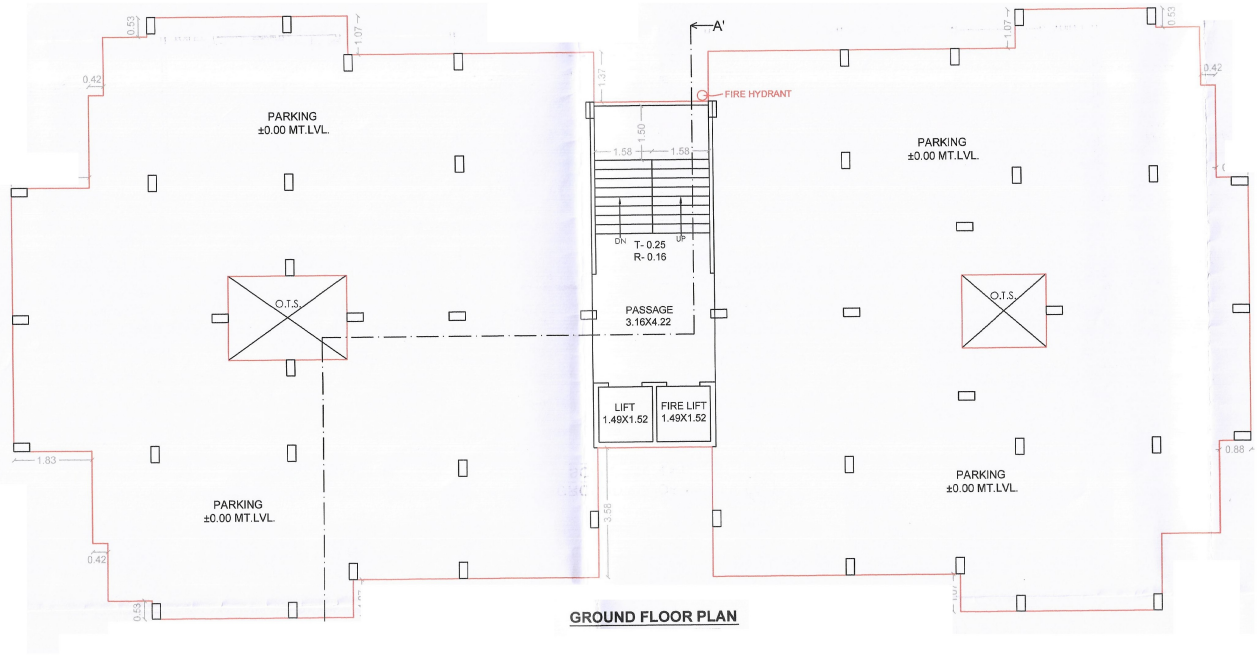 0.53
1.07
A'
1.07
0.53
0.42
1.37
FIRE HYDRANT
0.42
PARKING
±0.00 MT.LVL.
1.50
1.58
1.58
PARKING
±0.00 MT.LVL.
DN
UP
T- 0.25
R- 0.16
O.T.S.
PASSAGE
3.16X4.22
O.T.S.
LIFT
1.49X1.52
FIRE LIFT
1.49X1.52
1.83
0.88
PARKING
±0.00 MT.LVL.
PARKING
±0.00 MT.LVL.
3.58
0.42
0.53
GROUND FLOOR PLAN